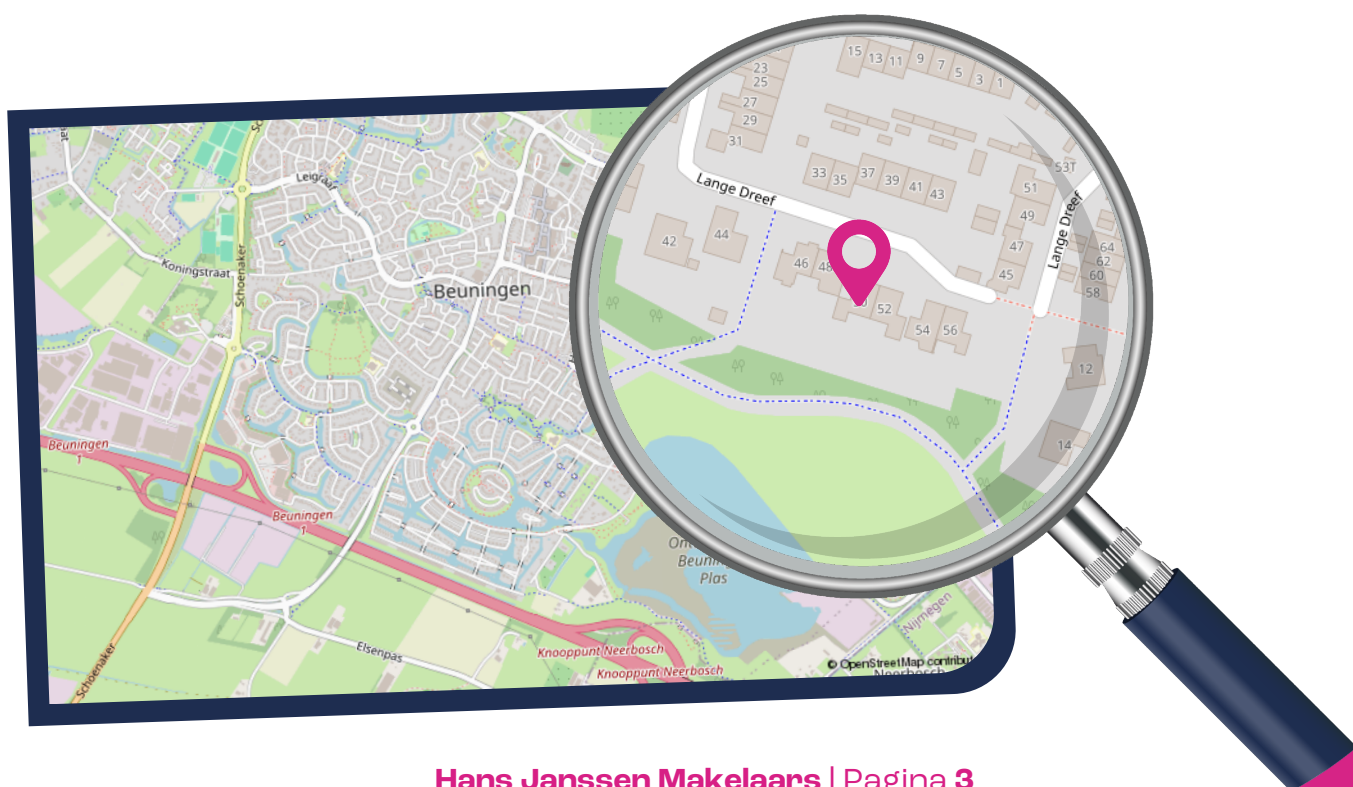 Leigraaf
Koningstraat
Schoenaker
Beuningen
Beuningen
1
Beuningen
1
Schoenaker
Elsenpas
Knooppunt Neerbosch
Knooppunt Neerbosch
Plas
Nijmegen
© OpenStreetMap
Neerbosch
15
13
11
9
7
5
3
1
23
25
27
29
31
33
35
37
39
41
43
53T
51
49
47
45
Lange Dreef
Lange Dreef
42
44
46
48
52
54
56
64
62
60
58
12
14
Hans Janssen Makelaars | Pagina 3